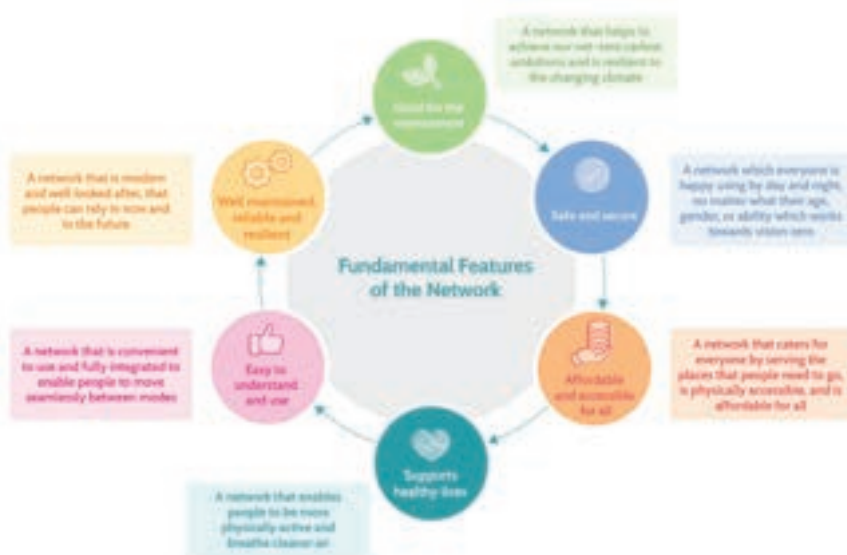 A network that helps to
achieve our net-zero carbon
ambitions and is resilient to
the changing climate
Good for the
environment
A network which everyone is
happy using by day and night,
no matter what their age,
gender, or ability which works
towards vision zero
Safe and secure
A network that caters for
everyone by serving the
places that people need to go,
is physically accessible, and is
affordable for all
Affordable
and accessible
for all
Supports
healthy lives
A network that enables
people to be more
physically active and
breathe cleaner air
Easy to
understand
and use
A network that is convenient
to use and fully integrated to
enable people to move
seamlessly between modes
Well maintained,
reliable and
resilient
A network that is modern
and well-looked after, that
people can rely in now and
in the future
Fundamental Features
of the Network